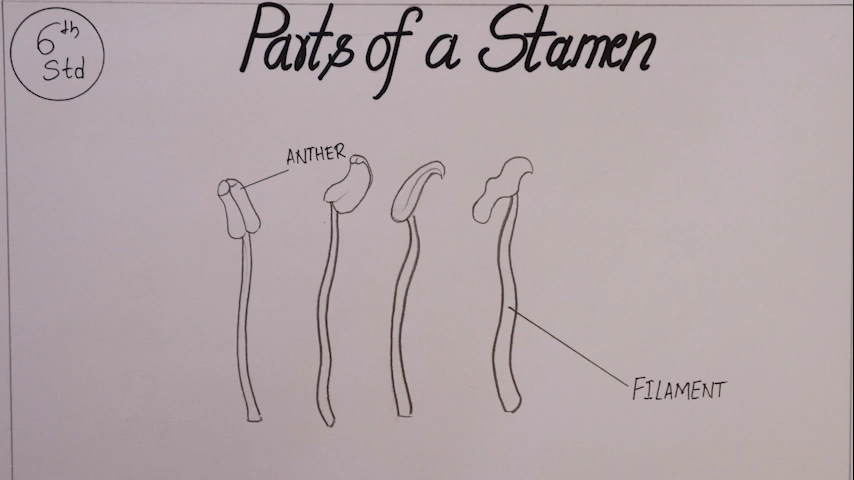 6th
Std
Parts of a Stamen
ANTHER
FILAMENT